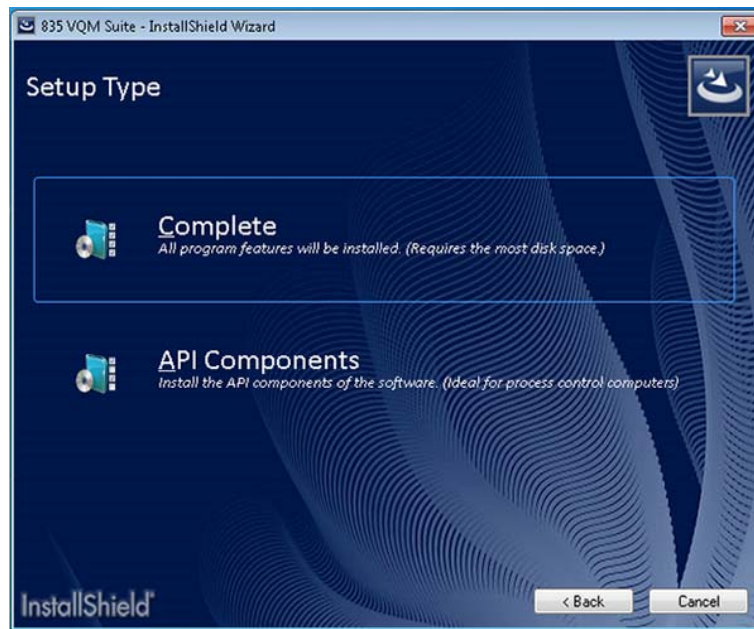 835 VQM Suite - InstallShield Wizard
Setup Type
Complete
All program features will be installed. (Requires the most disk space.)
API Components
Install the API components of the software. (Ideal for process control computers)
InstallShield®
< Back
Cancel